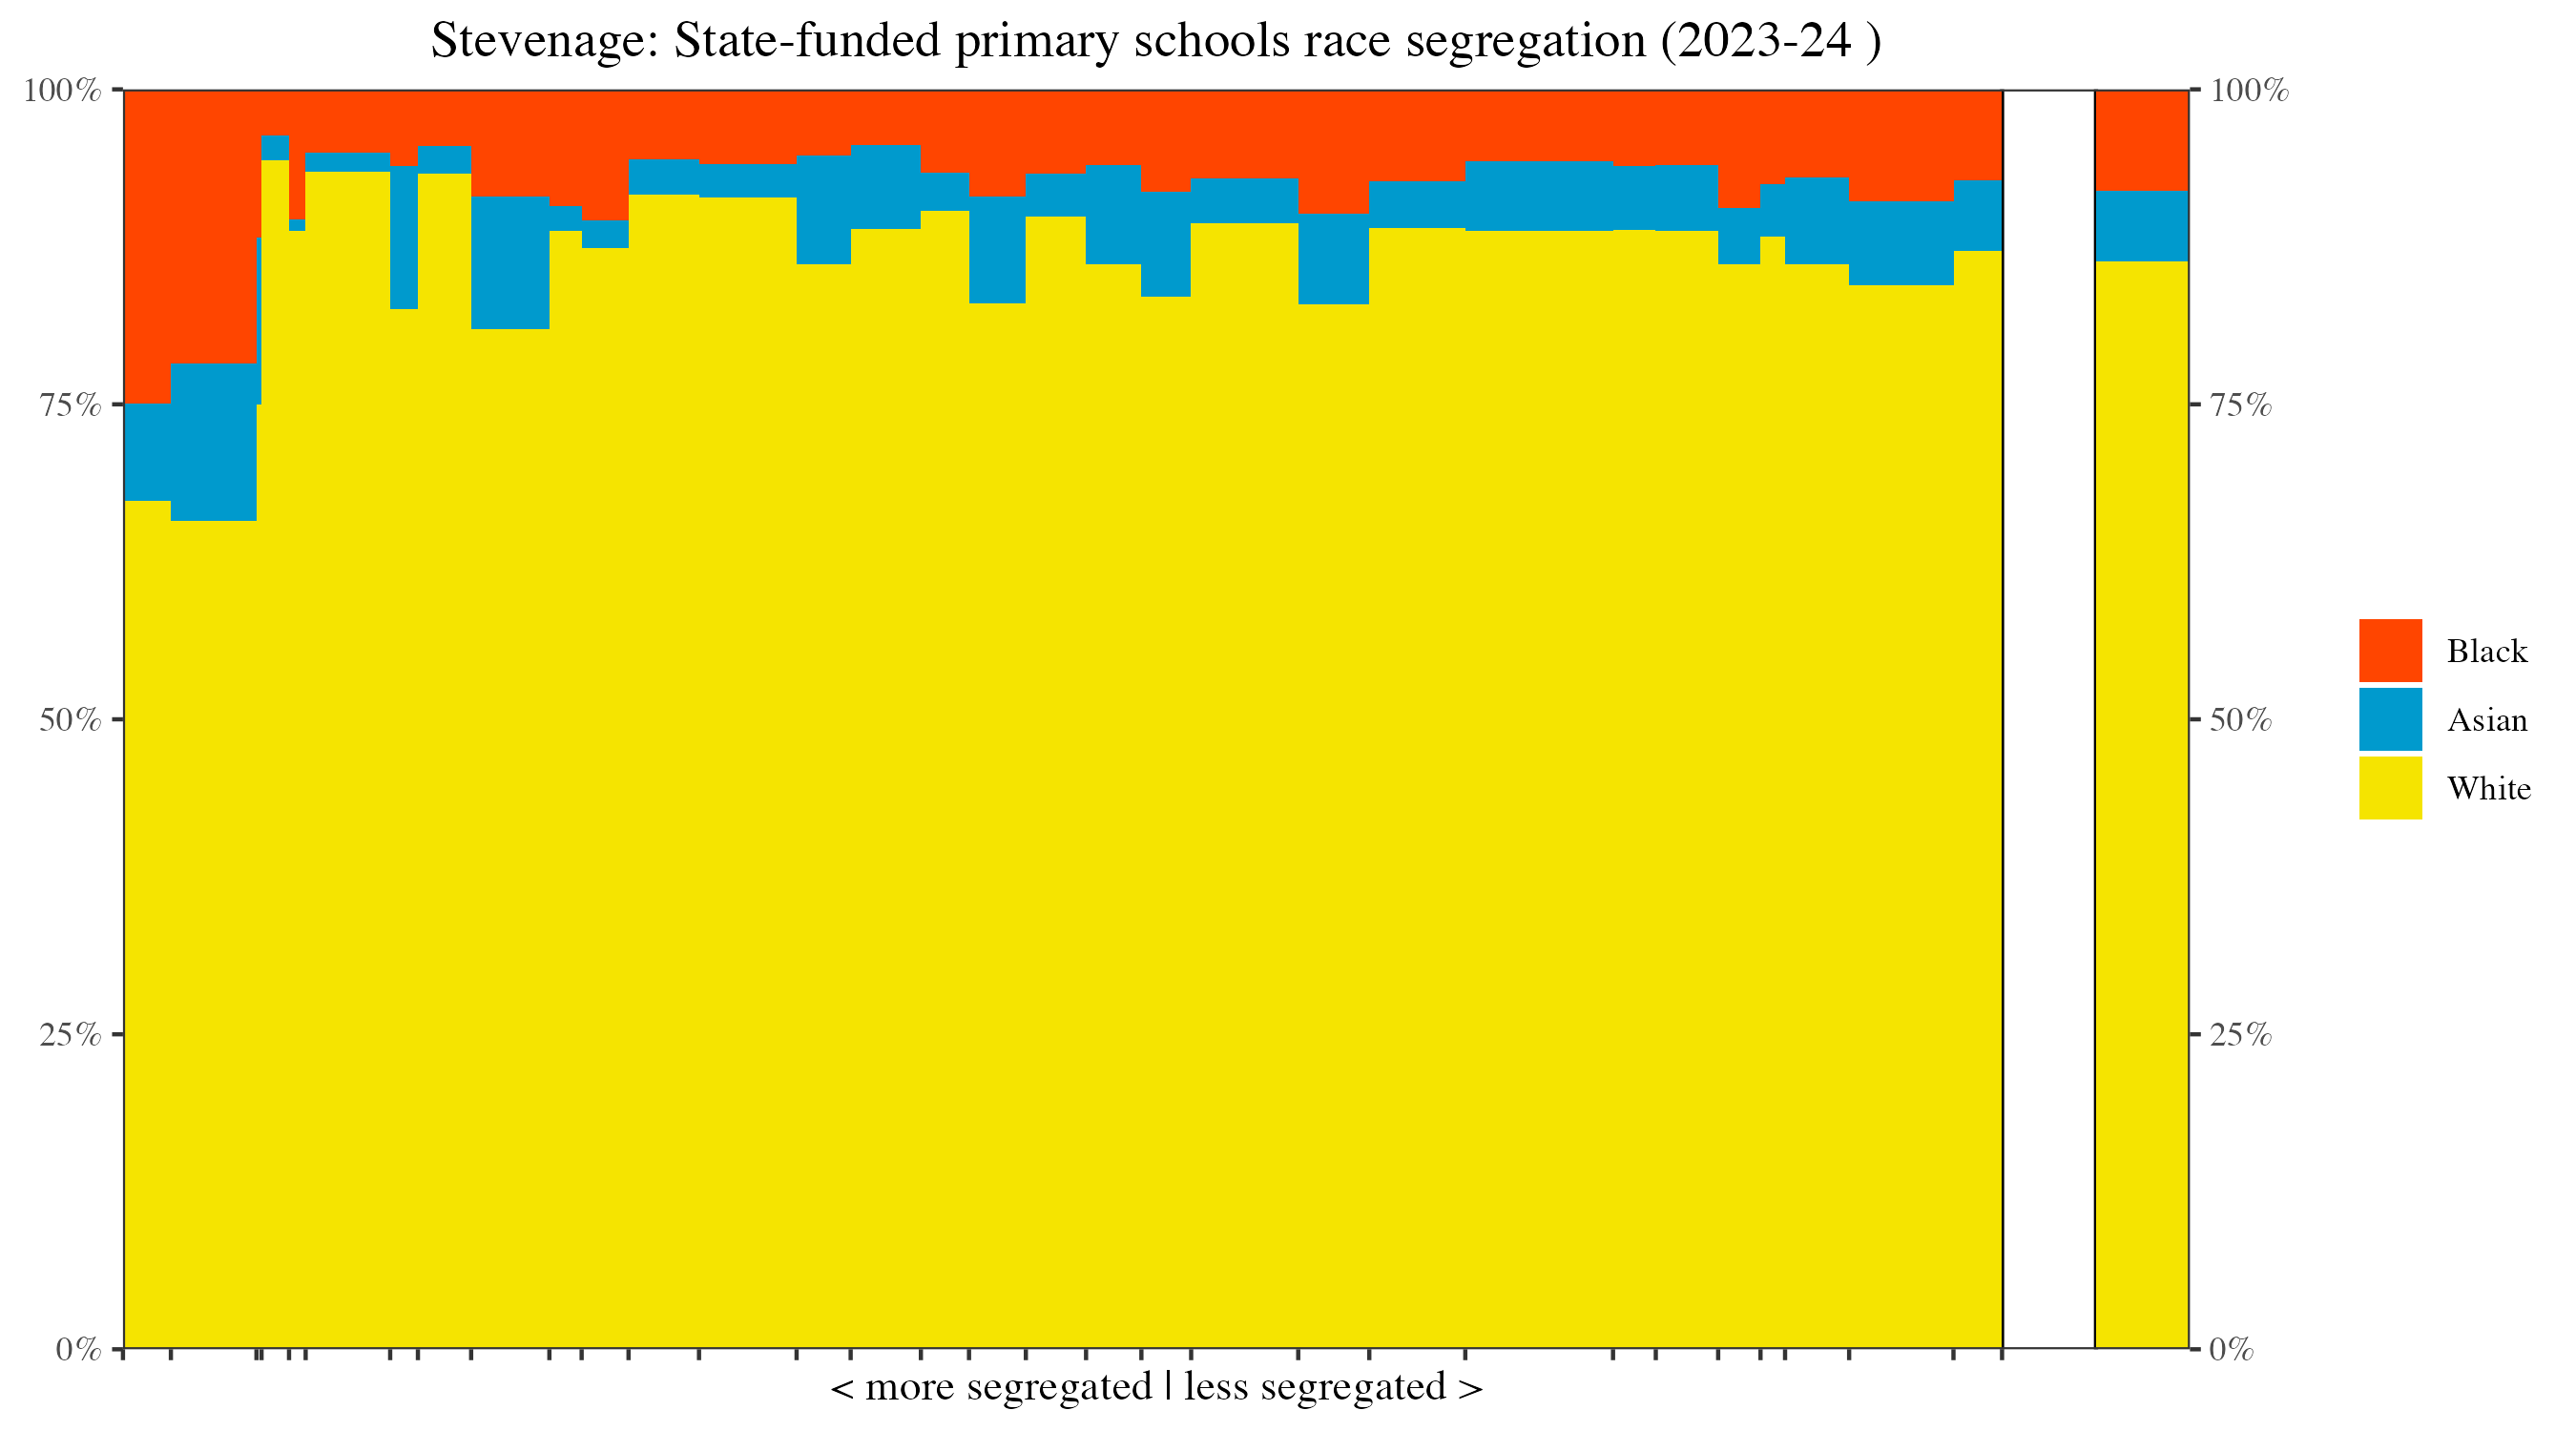 Stevenage: State-funded primary schools race segregation (2023-24 )
100%
75%
50%
25%
0%
100%
75%
50%
25%
0%
Black
Asian
White
< more segregated | less segregated >